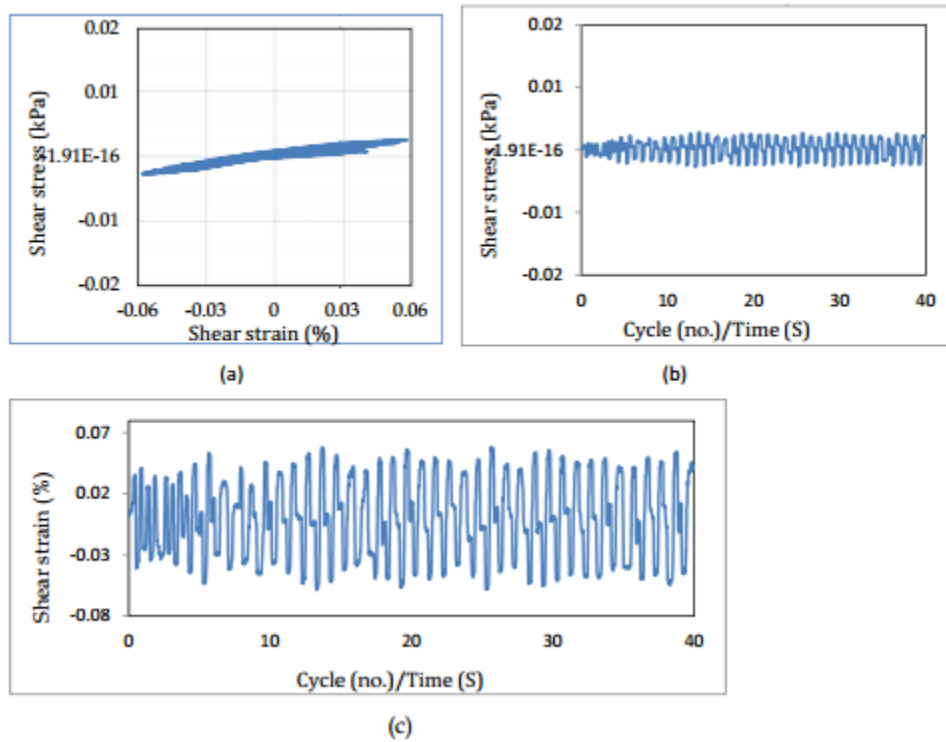 0.02
0.01
1.91E-16
-0.01
-0.02
Shear stress (kPa)
-0.06 -0.03 0 0.03 0.06
Shear strain (%)
(a)
0.02
0.01
1.91E-16
-0.01
-0.02
Shear stress (kPa)
0 10 20 30 40
Cycle (no.)/Time (S)
(b)
0.07
0.02
-0.03
-0.08
Shear strain (%)
0 10 20 30 40
Cycle (no.)/Time (S)
(c)